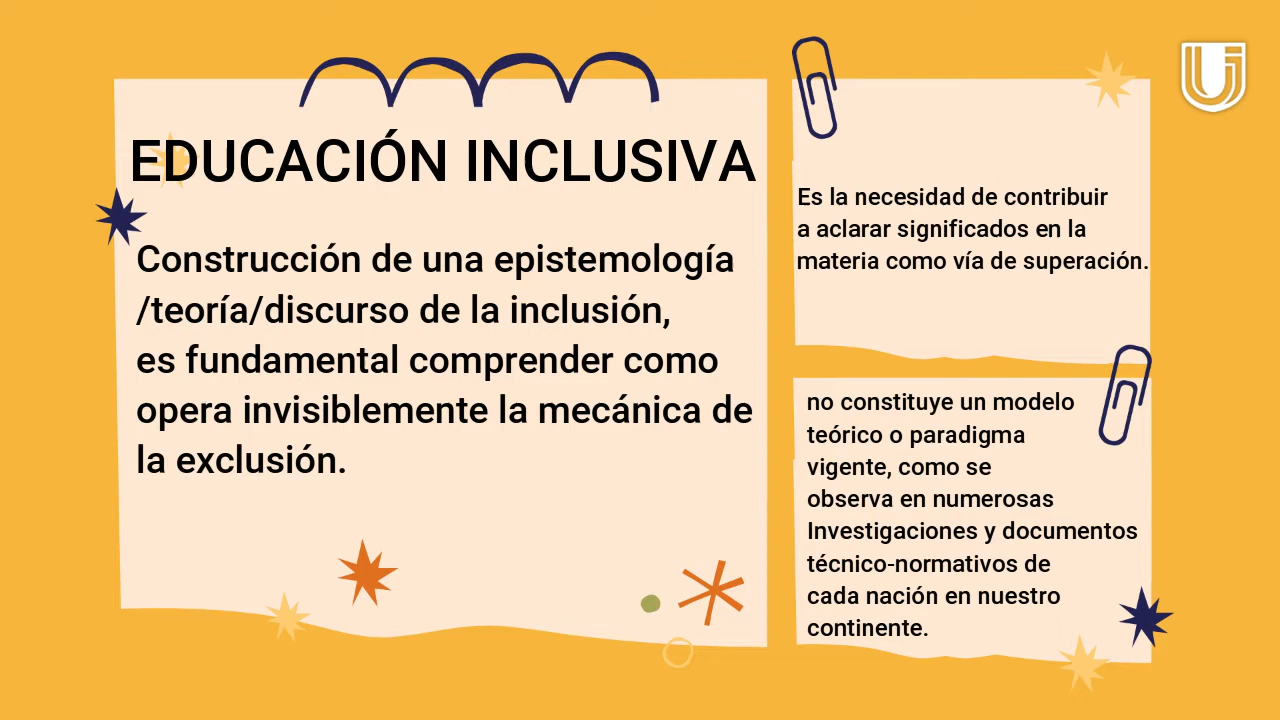 EDUCACIÓN INCLUSIVA
Construcción de una epistemología
/teoría/discurso de la inclusión,
es fundamental comprender como
opera invisiblemente la mecánica de
la exclusión.
Es la necesidad de contribuir
a aclarar significados en la
materia como vía de superación.
no constituye un modelo
teórico o paradigma
vigente, como se
observa en numerosas
Investigaciones y documentos
técnico-normativos de
cada nación en nuestro
continente.